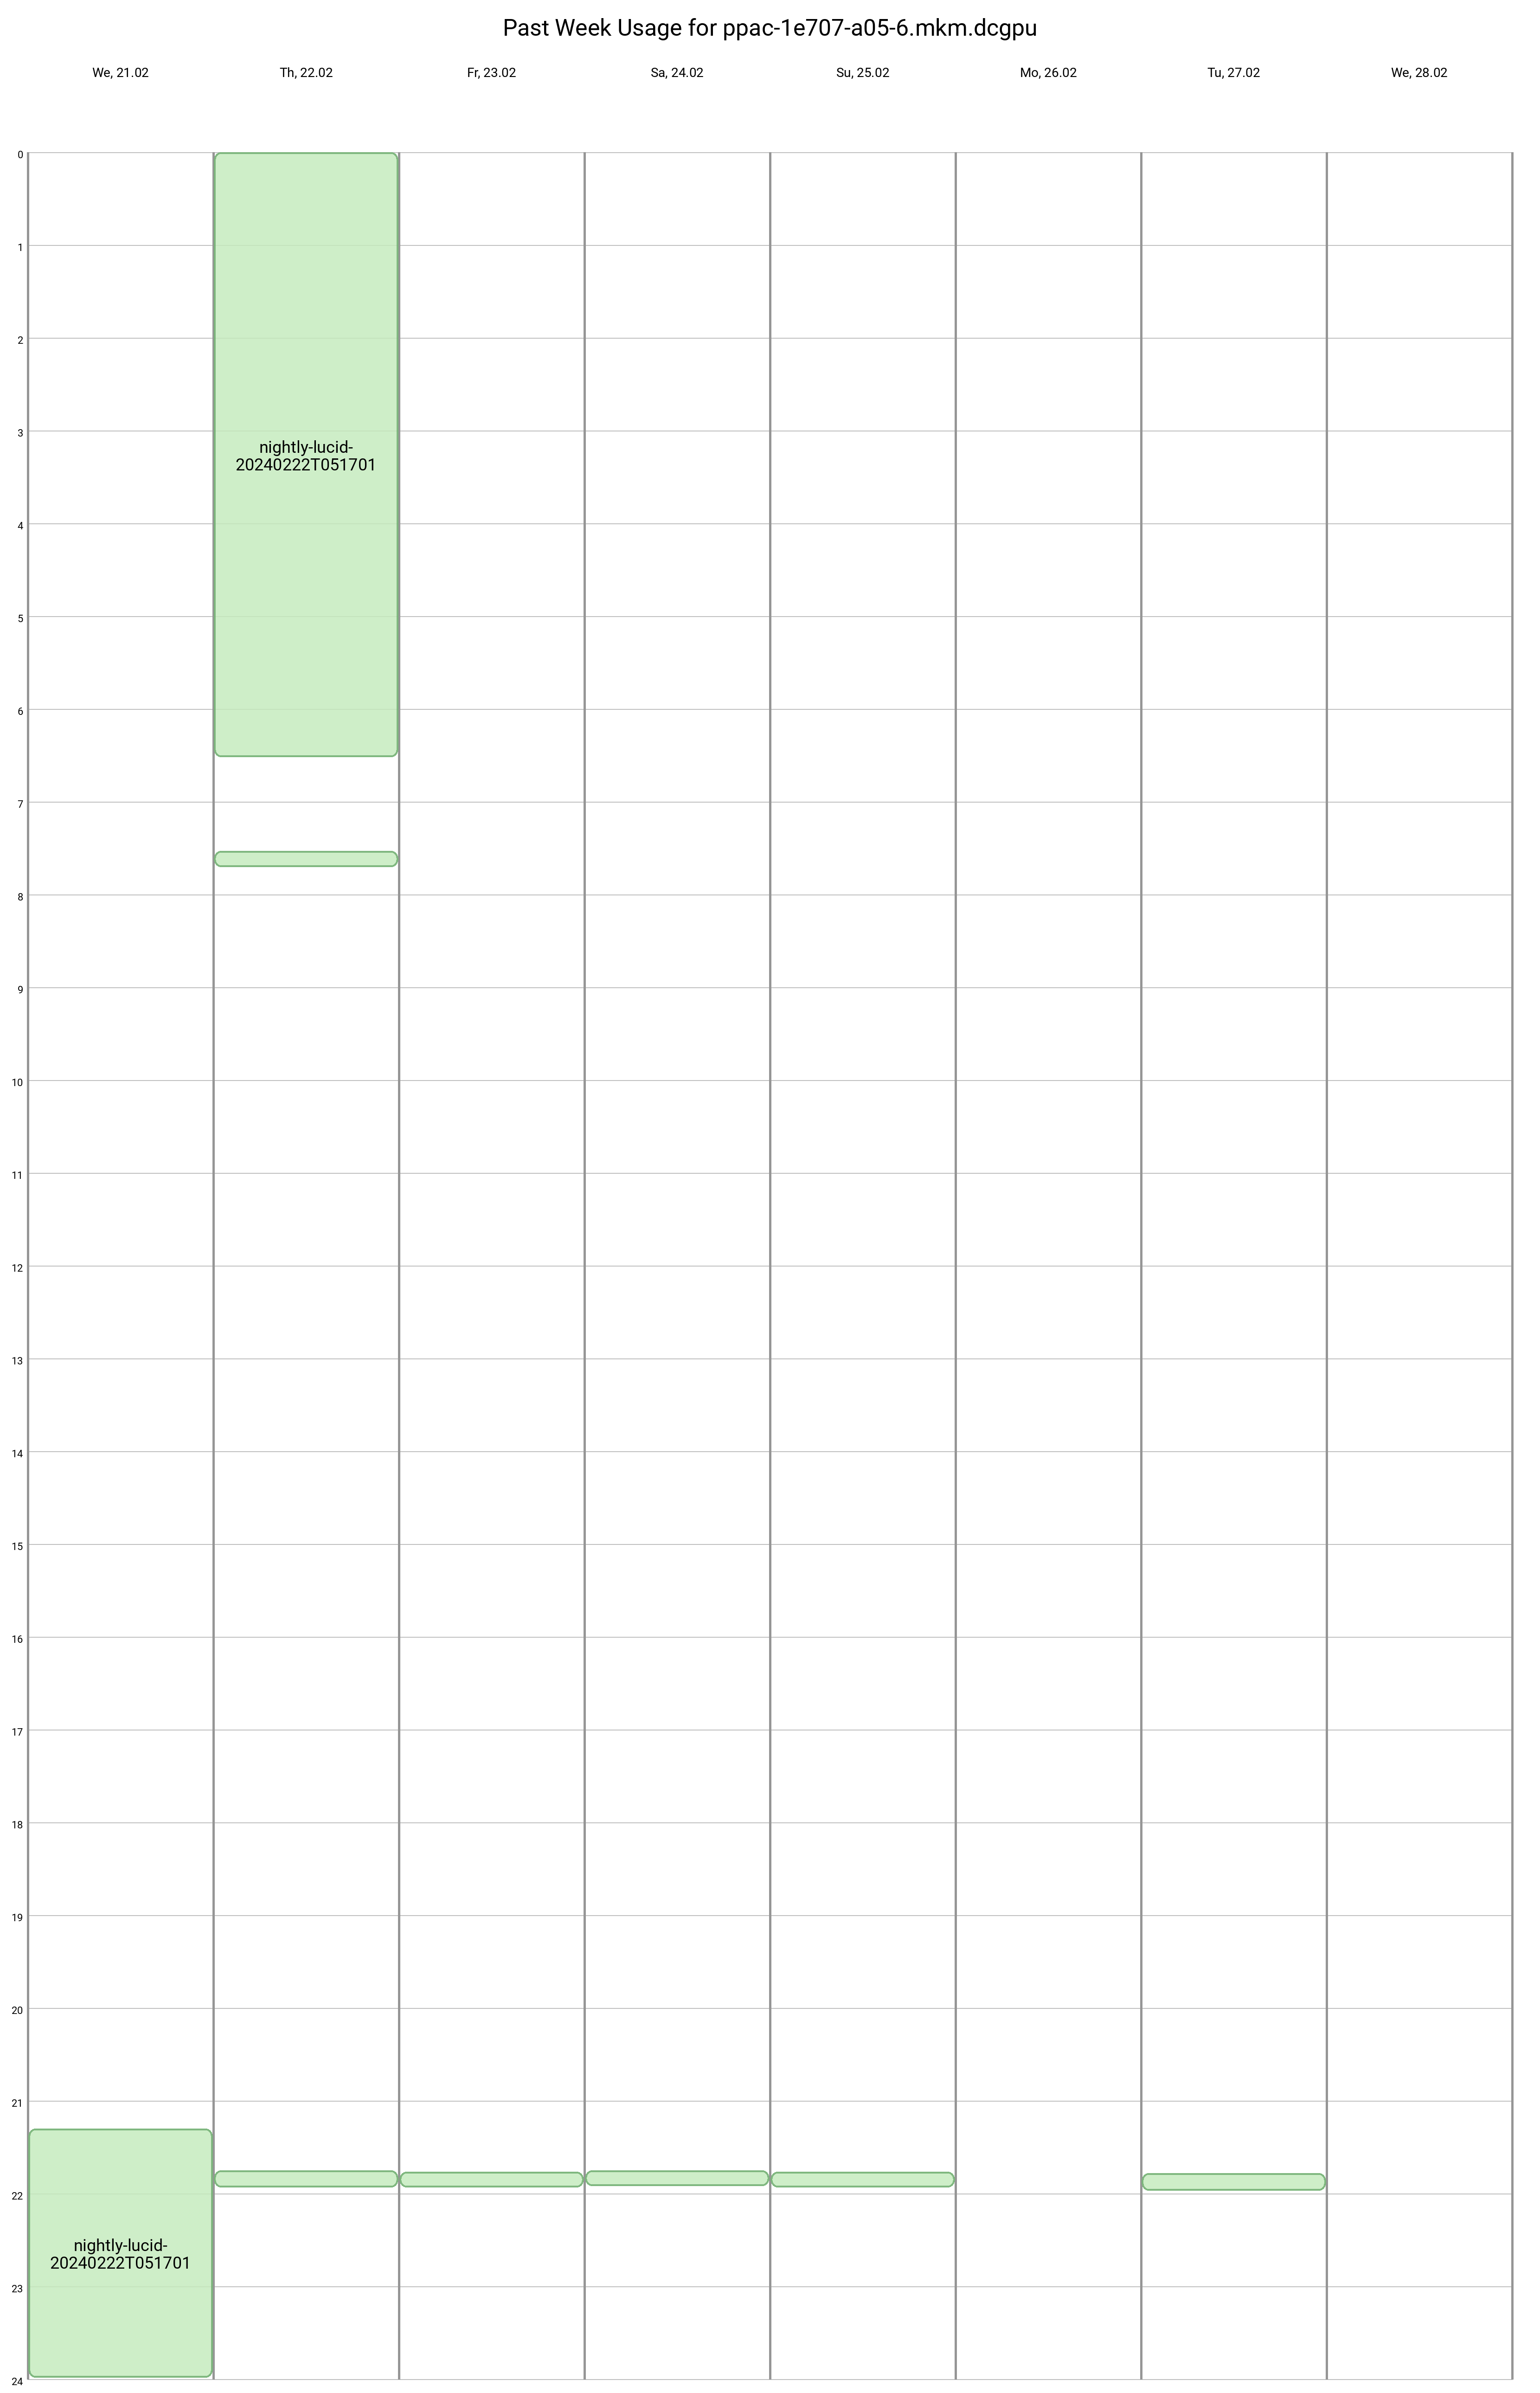 Past Week Usage for ppac-1e707-a05-6.mkm.dcgpu
We, 21.02
Th, 22.02
Fr, 23.02
Sa, 24.02
Su, 25.02
Mo, 26.02
Tu, 27.02
We, 28.02
0
1
2
3
nightly-lucid-
20240222T051701
4
5
6
7
8
9
10
11
12
13
14
15
16
17
18
19
20
21
22
nightly-lucid-
20240222T051701
23
24